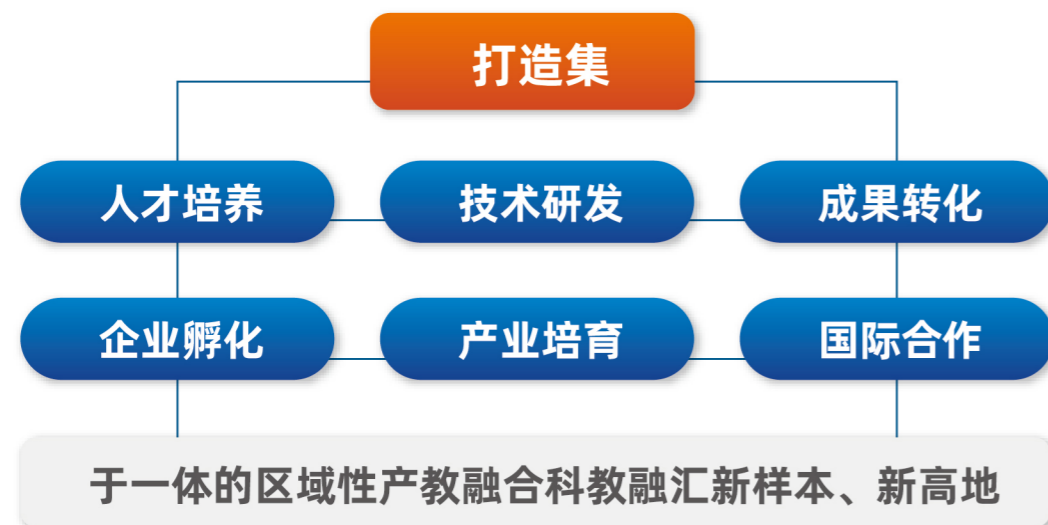 打造集
人才培养 技术研发 成果转化
企业孵化 产业培育 国际合作
于一体的区域性产教融合科教融汇新样本、新高地